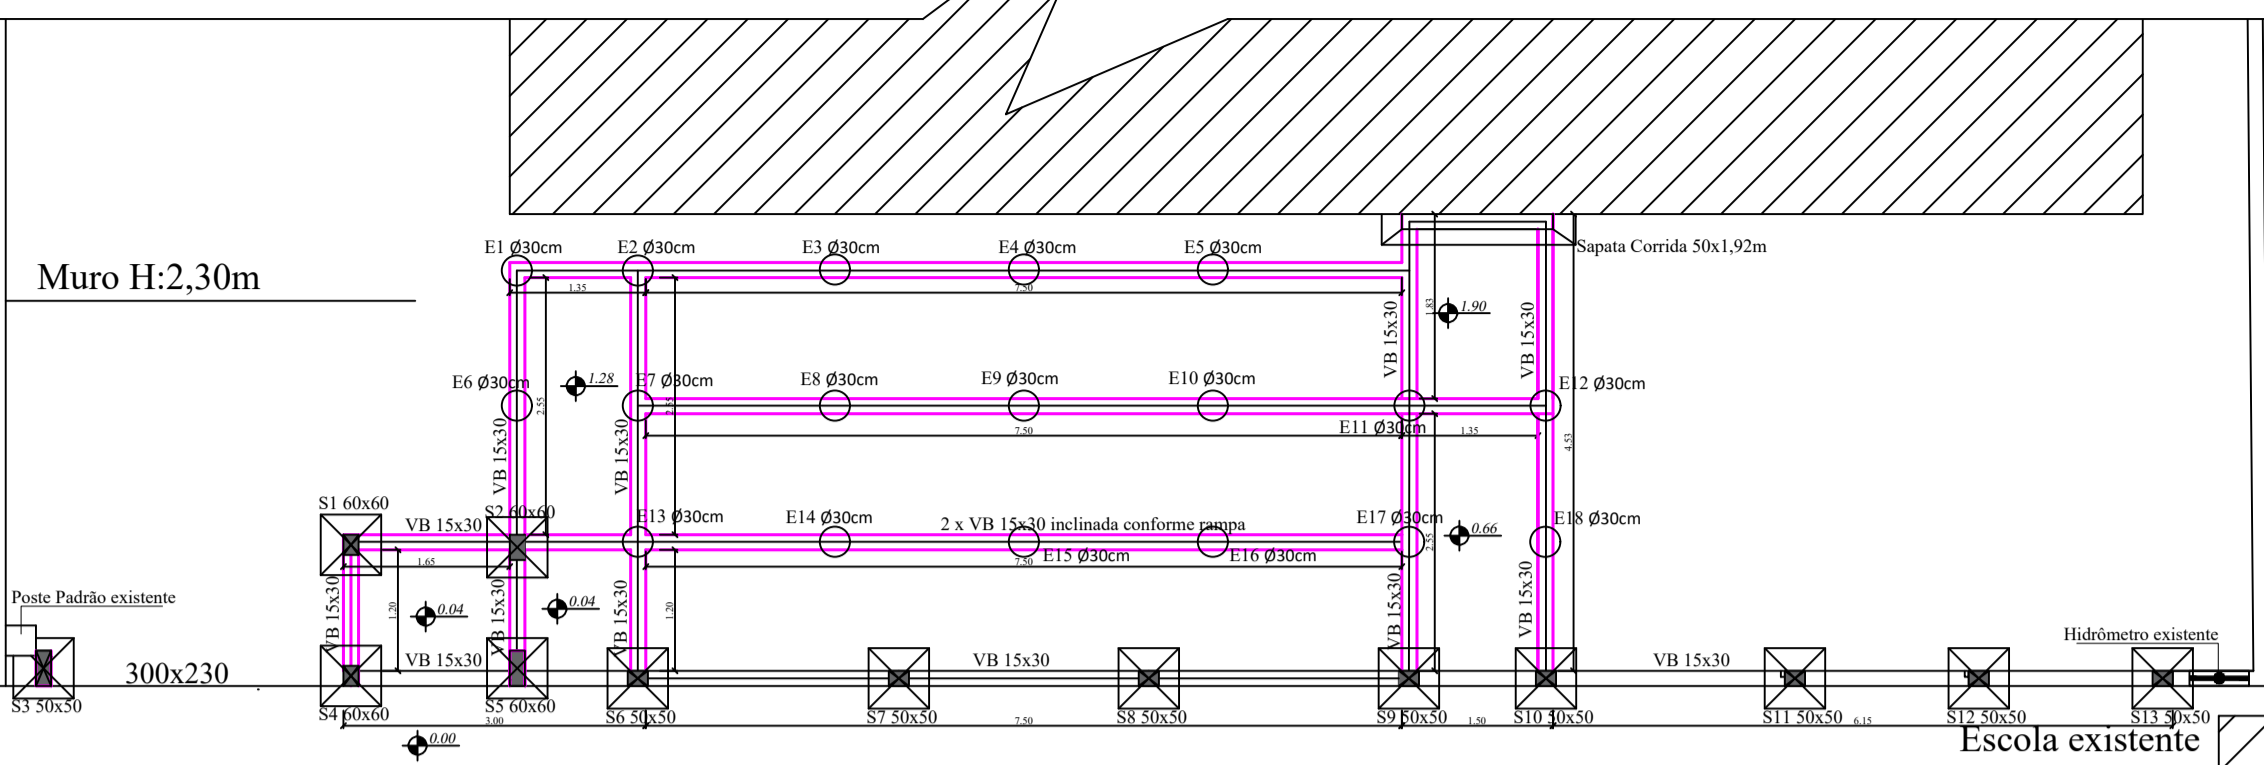 E1 Ø30cm
E2 Ø30cm
E3 Ø30cm
E4 Ø30cm
E5 Ø30cm
Sapata Corrida 50x1,92m
Muro H:2,30m
1.35
7.50
VB 15x30
1.83
1.90
VB 15x30
E6 Ø30cm
1.28
E7 Ø30cm
E8 Ø30cm
E9 Ø30cm
E10 Ø30cm
E12 Ø30cm
2.55
2.55
7.50
E11 Ø30cm
1.35
4.53
VB 15x30
VB 15x30
S1 60x60
VB 15x30
S2 60x60
E13 Ø30cm
E14 Ø30cm
2 x VB 15x30 inclinada conforme rampa
E17 Ø30cm
0.66
E18 Ø30cm
2.55
1.65
E15 Ø30cm
7.50
E16 Ø30cm
Poste Padrão existente
VB 15x30
0.04
1.20
VB 15x30
0.04
VB 15x30
1.20
VB 15x30
VB 15x30
Hidrômetro existente
300x230
VB 15x30
VB 15x30
VB 15x30
S3 50x50
S4 60x60
S5 60x60
S6 50x50
S7 50x50
S8 50x50
S9 50x50
S10 50x50
S11 50x50
S12 50x50
S13 50x50
3.00
7.50
1.50
6.15
0.00
Escola existente